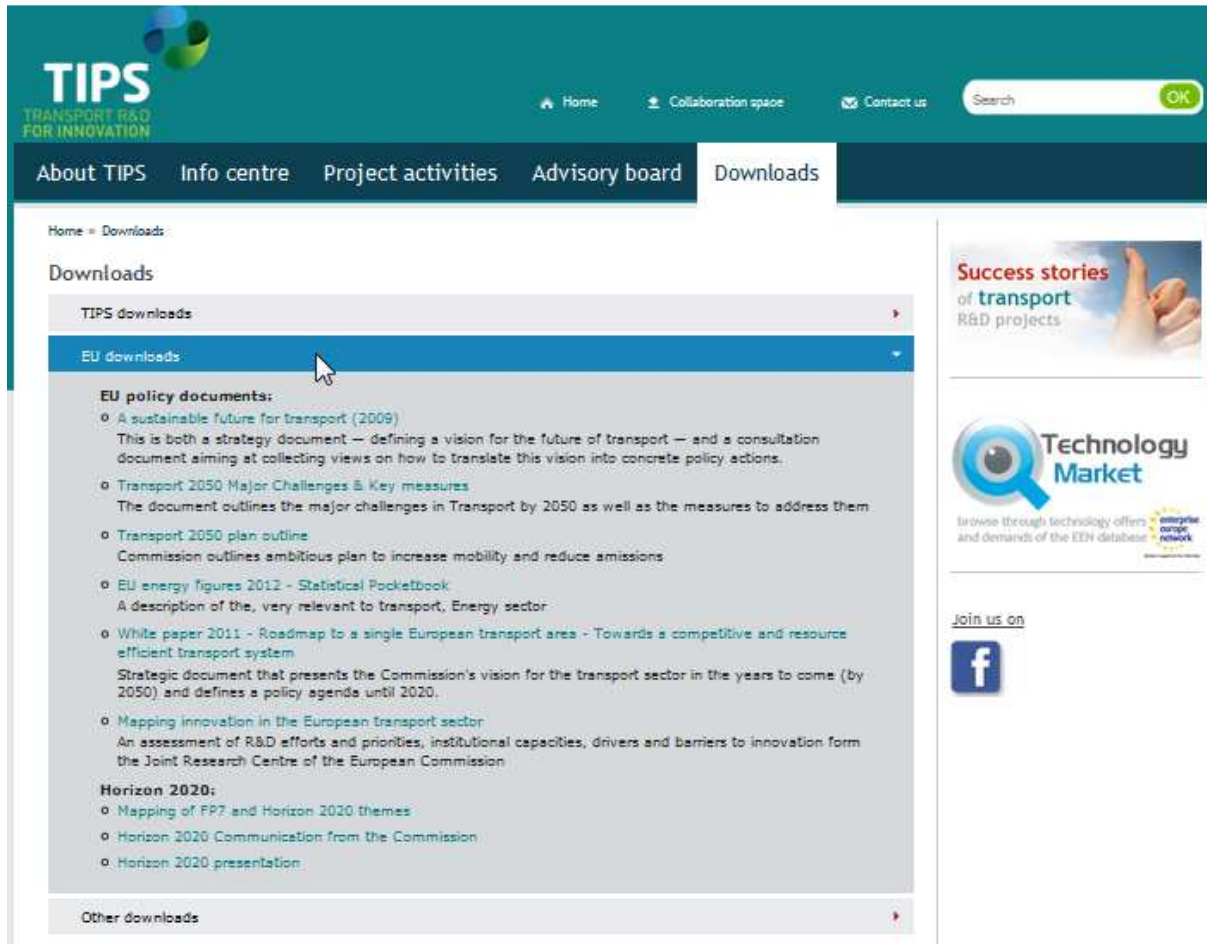 TIPS
TRANSPORT R&D
FOR INNOVATION
Home
Collaboration space
Contact us
Search
OK
About TIPS
Info centre
Project activities
Advisory board
Downloads
Home » Downloads
Downloads
TIPS downloads
EU downloads
EU policy documents:
A sustainable future for transport (2009)
This is both a strategy document — defining a vision for the future of transport — and a consultation
document aiming at collecting views on how to translate this vision into concrete policy actions.
Transport 2050 Major Challenges & Key measures
The document outlines the major challenges in Transport by 2050 as well as the measures to address them
Transport 2050 plan outline
Commission outlines ambitious plan to increase mobility and reduce amissions
EU energy figures 2012 - Statistical Pocketbook
A description of the, very relevant to transport, Energy sector
White paper 2011 - Roadmap to a single European transport area - Towards a competitive and resource
efficient transport system
Strategic document that presents the Commission's vision for the transport sector in the years to come (by
2050) and defines a policy agenda until 2020.
Mapping innovation in the European transport sector
An assessment of R&D efforts and priorities, institutional capacities, drivers and barriers to innovation form
the Joint Research Centre of the European Commission
Horizon 2020:
Mapping of FP7 and Horizon 2020 themes
Horizon 2020 Communication from the Commission
Horizon 2020 presentation
Other downloads
Success stories
of transport
R&D projects
Technology
Market
browse through technology offers
and demands of the EEN database
enterprise
europe
network
Join us on
f